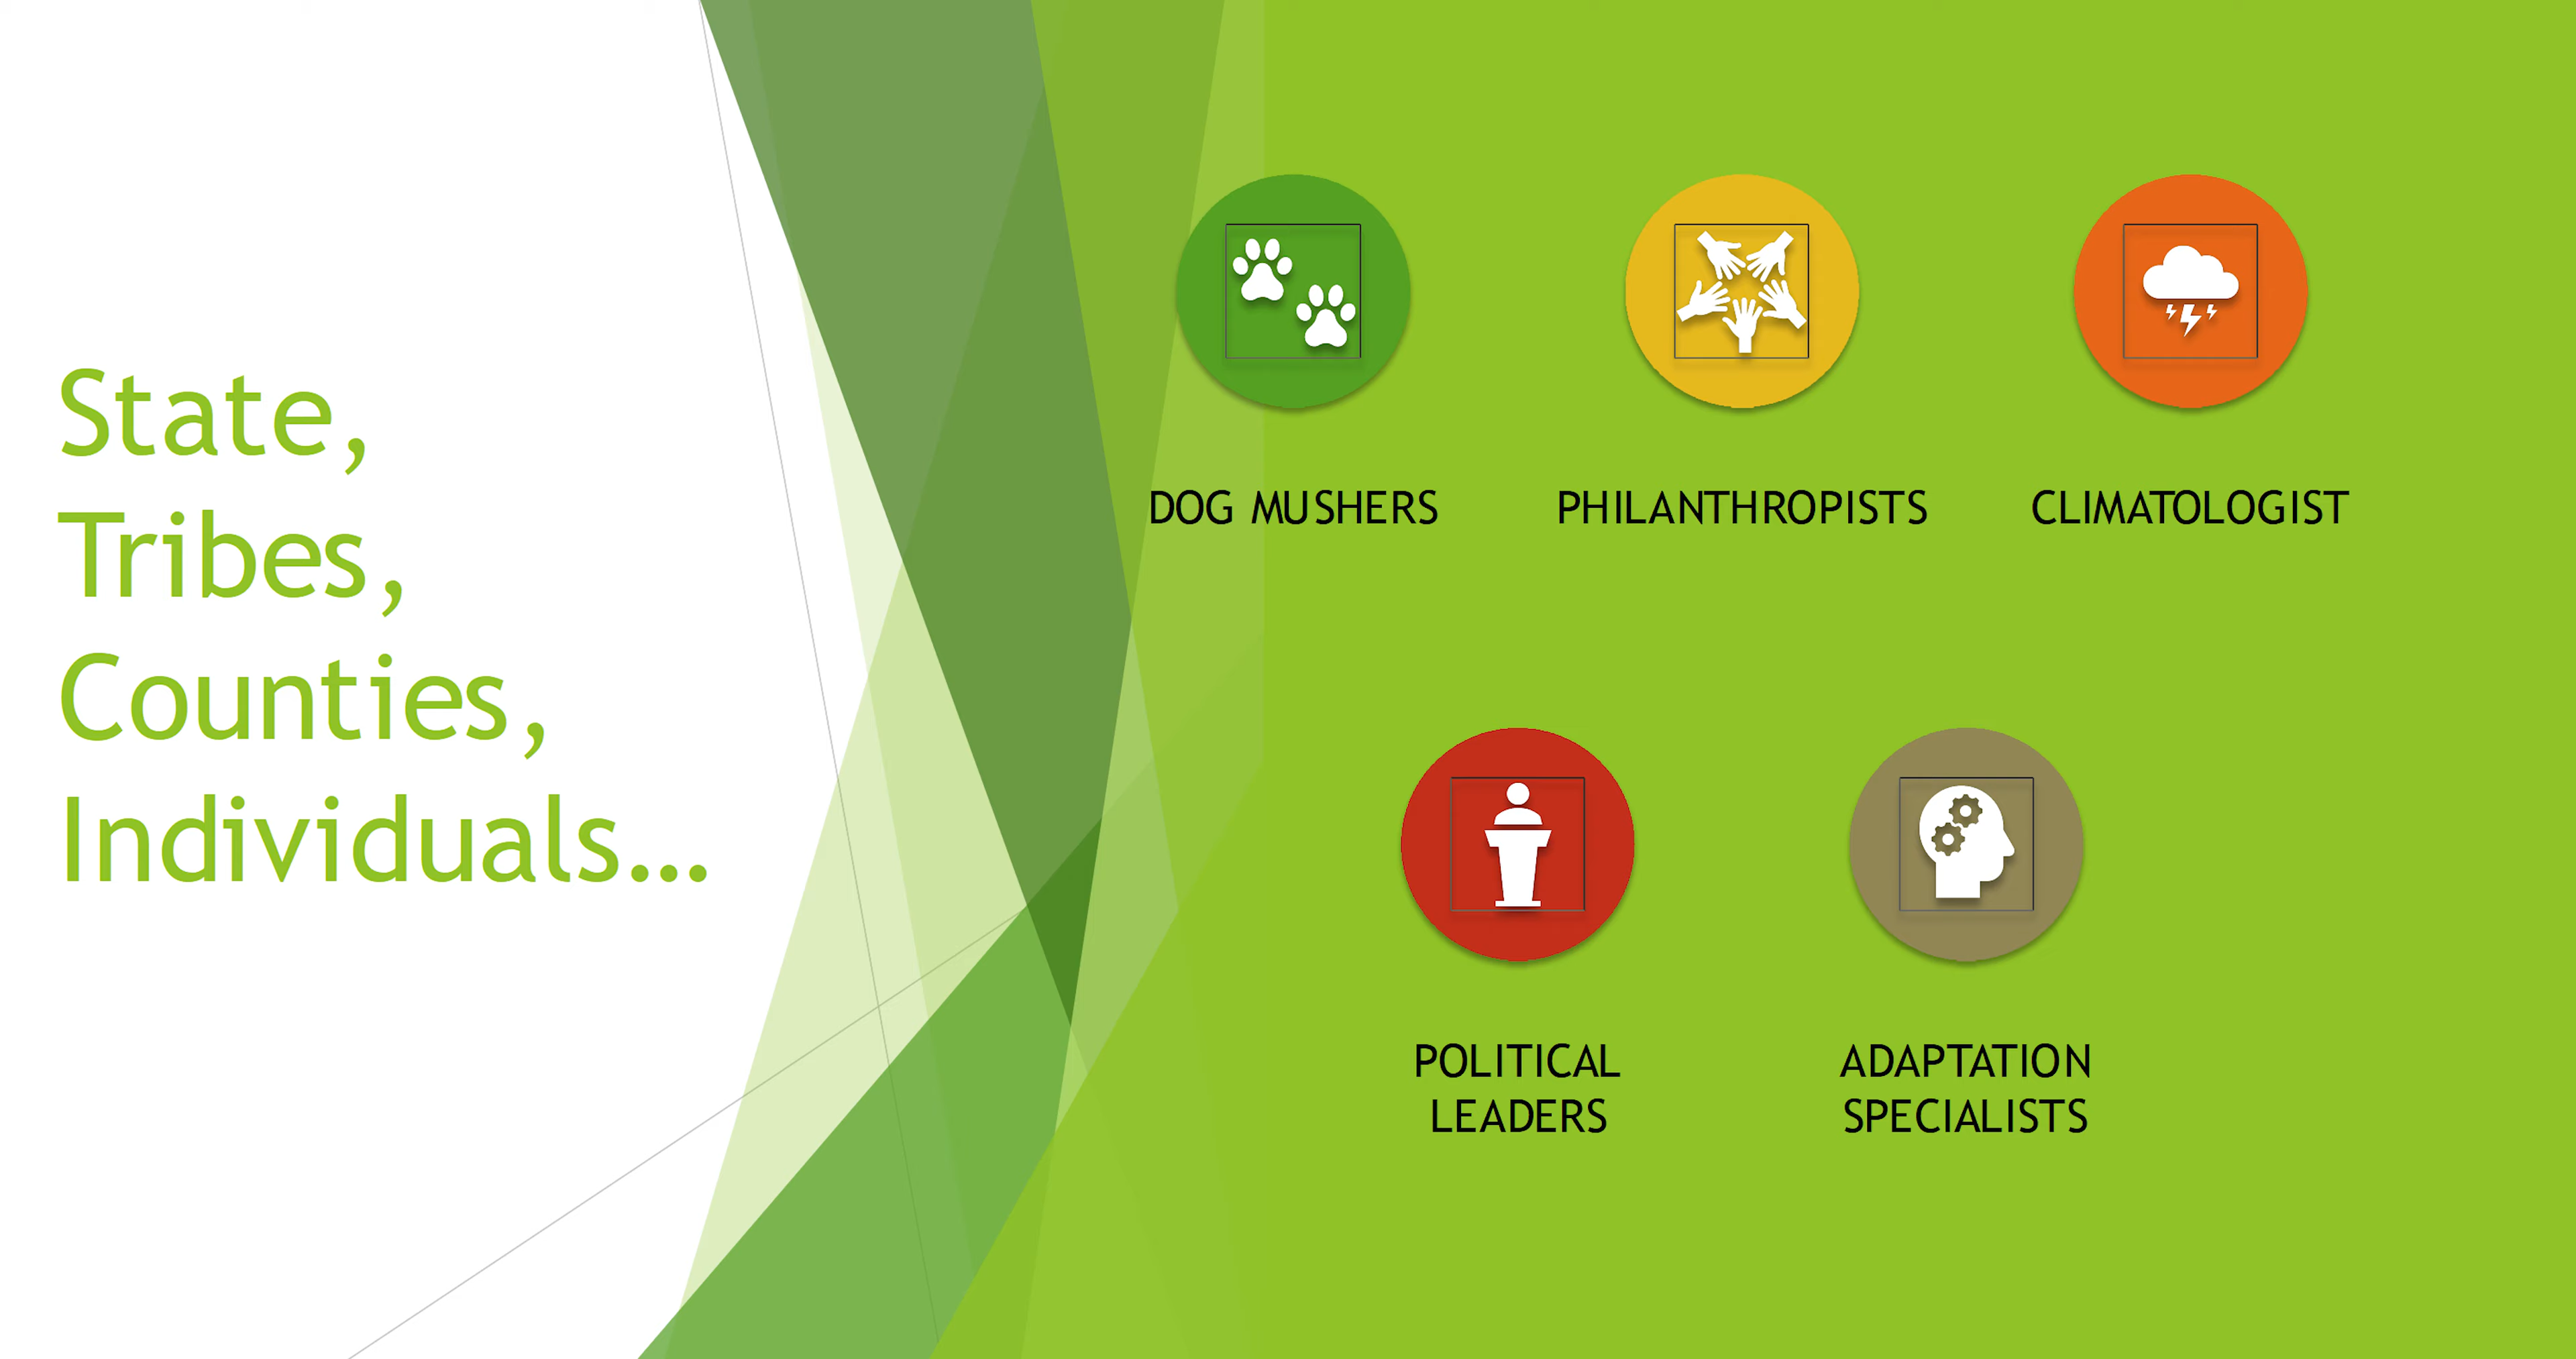 State,
Tribes,
Counties,
Individuals…
DOG MUSHERS
PHILANTHROPISTS
CLIMATOLOGIST
POLITICAL
LEADERS
ADAPTATION
SPECIALISTS